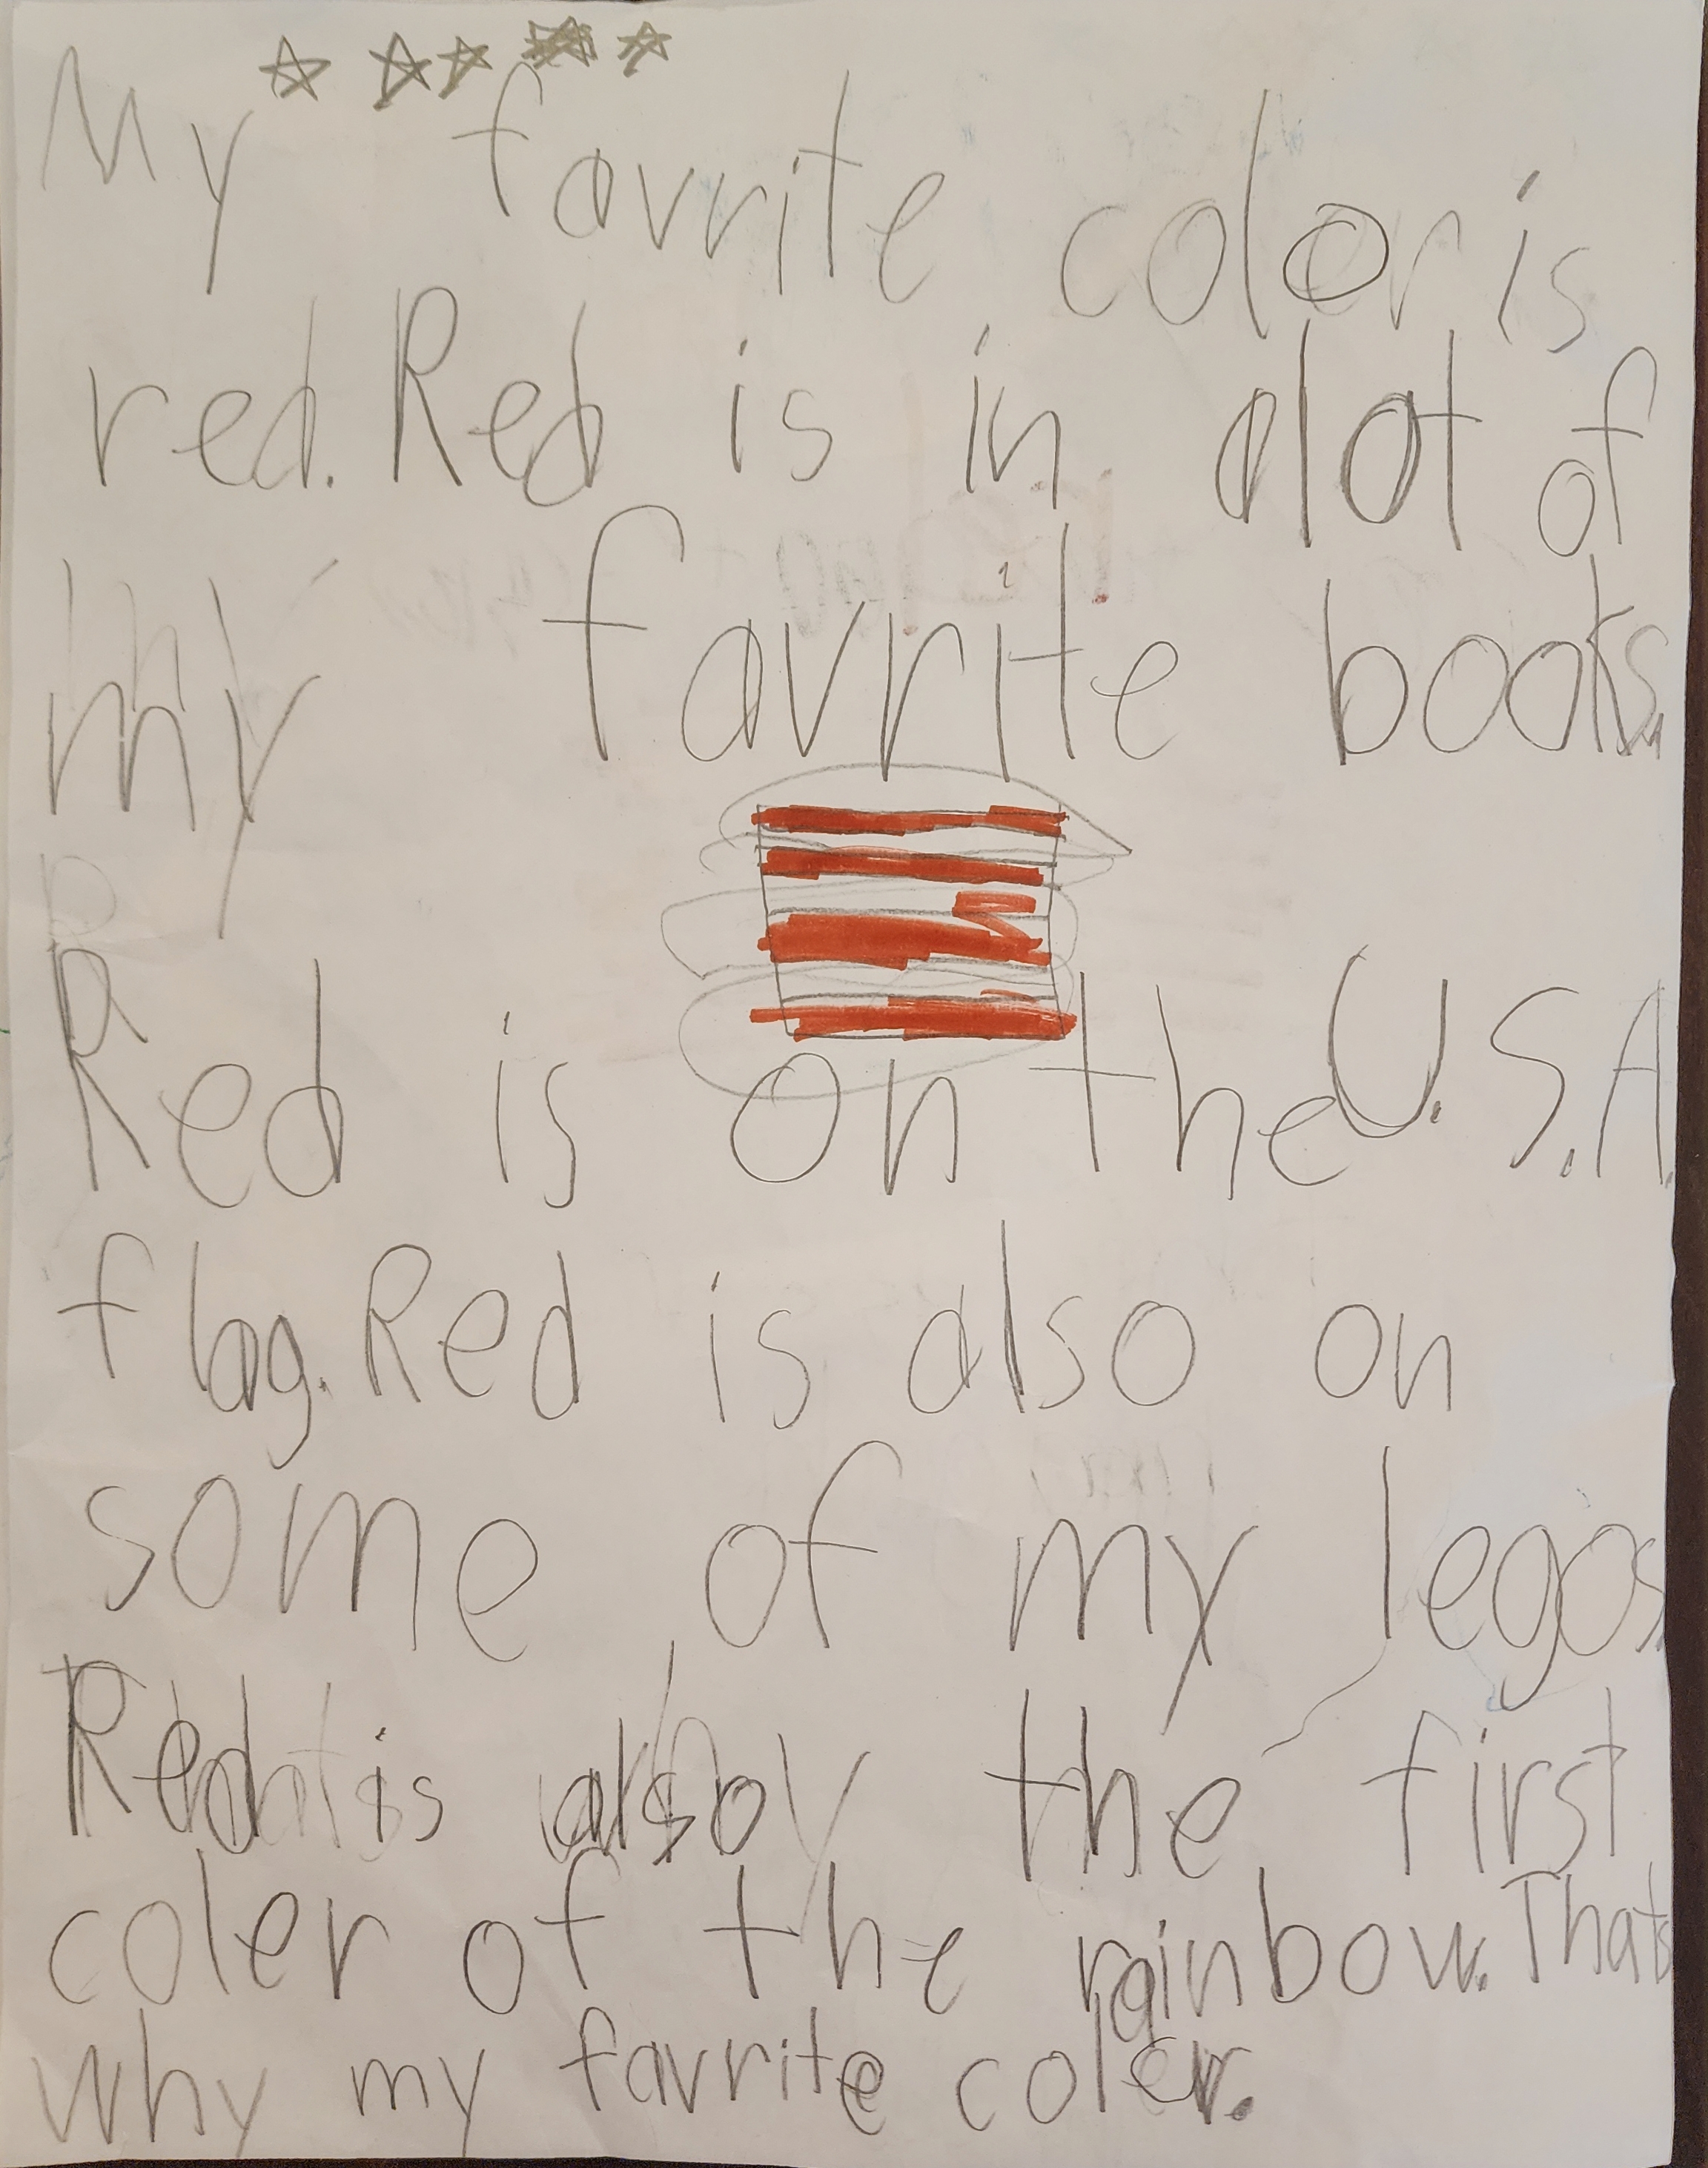 My favrite color is
red. Red is in alot of
my favrite books.
Red is on the U.S.A.
flag. Red is also on
some of my legos.
Red is also the first
coler of the rainbow. Thats
why my favrite coler.